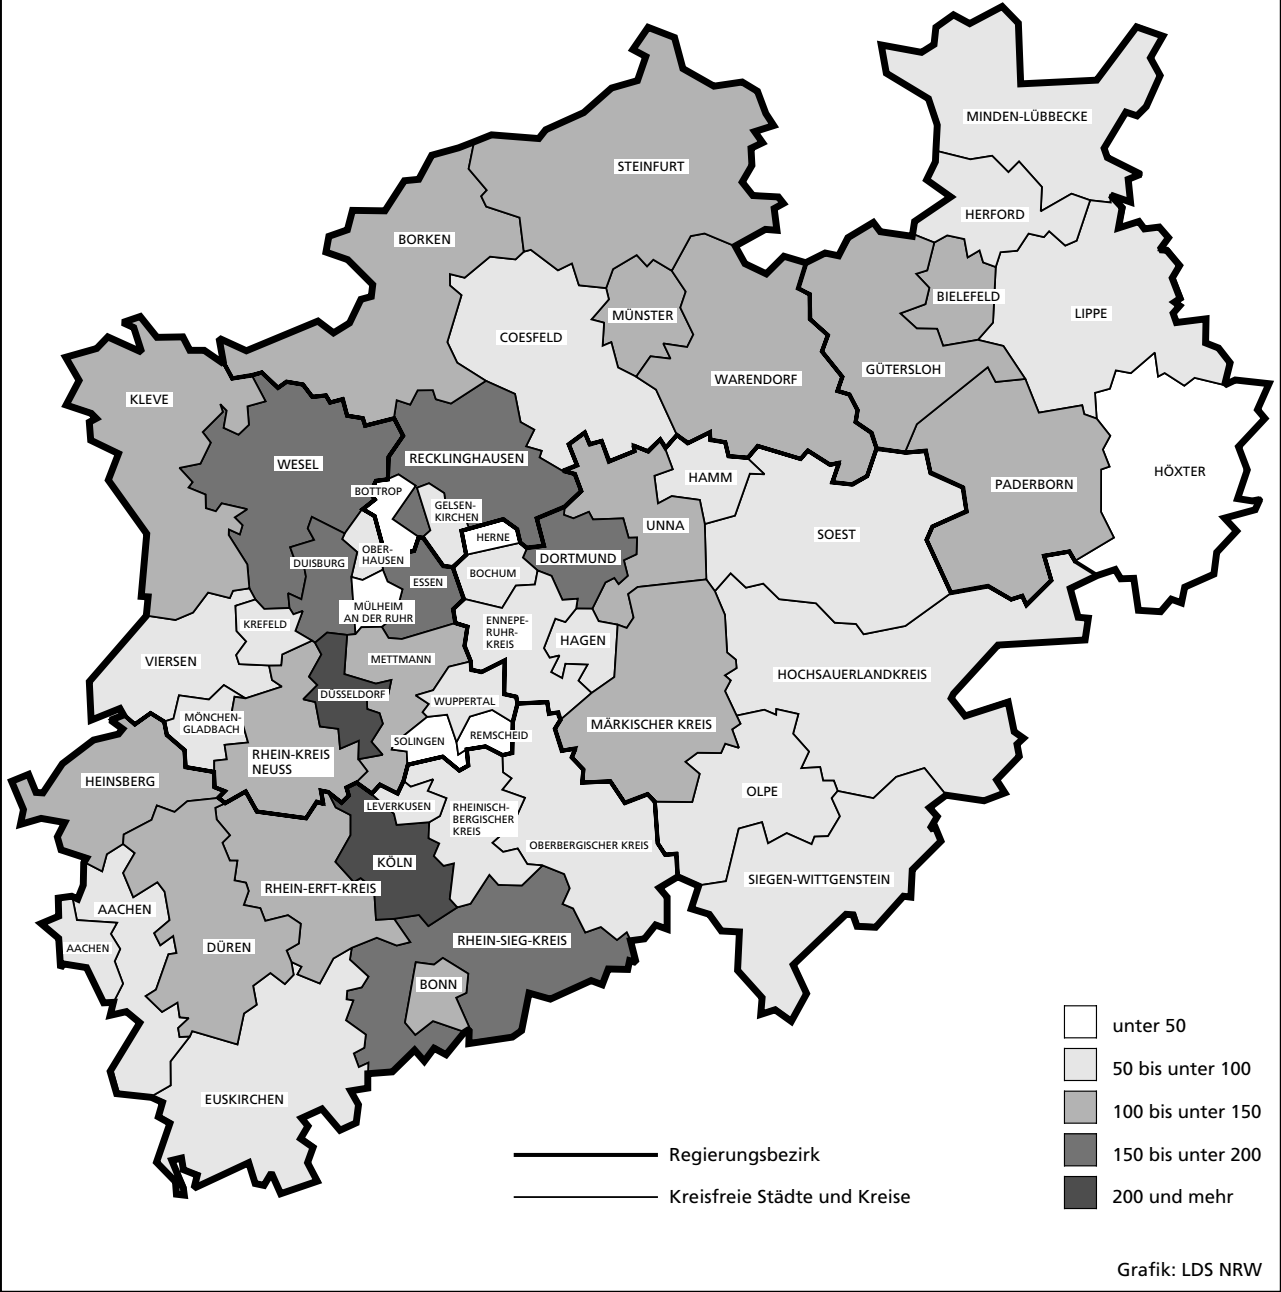 MINDEN-LÜBBECKE
STEINFURT
HERFORD
BORKEN
BIELEFELD
LIPPE
MÜNSTER
COESFELD
GÜTERSLOH
WARENDORF
KLEVE
RECKLINGHAUSEN
WESEL
HÖXTER
HAMM
PADERBORN
BOTTROP
GELSEN-
KIRCHEN
UNNA
SOEST
HERNE
OBER-
HAUSEN
DORTMUND
DUISBURG
BOCHUM
ESSEN
MÜLHEIM
AN DER RUHR
KREFELD
ENNEPE-
RUHR-
KREIS
HAGEN
VIERSEN
METTMANN
HOCHSAUERLANDKREIS
DÜSSELDORF
WUPPERTAL
MÖNCHEN-
GLADBACH
MÄRKISCHER KREIS
SOLINGEN
REMSCHEID
RHEIN-KREIS
NEUSS
HEINSBERG
OLPE
LEVERKUSEN
RHEINISCH-
BERGISCHER
KREIS
OBERBERGISCHER KREIS
KÖLN
SIEGEN-WITTGENSTEIN
RHEIN-ERFT-KREIS
AACHEN
RHEIN-SIEG-KREIS
AACHEN
DÜREN
BONN
EUSKIRCHEN
unter 50
50 bis unter 100
100 bis unter 150
150 bis unter 200
200 und mehr
Regierungsbezirk
Kreisfreie Städte und Kreise
Grafik: LDS NRW